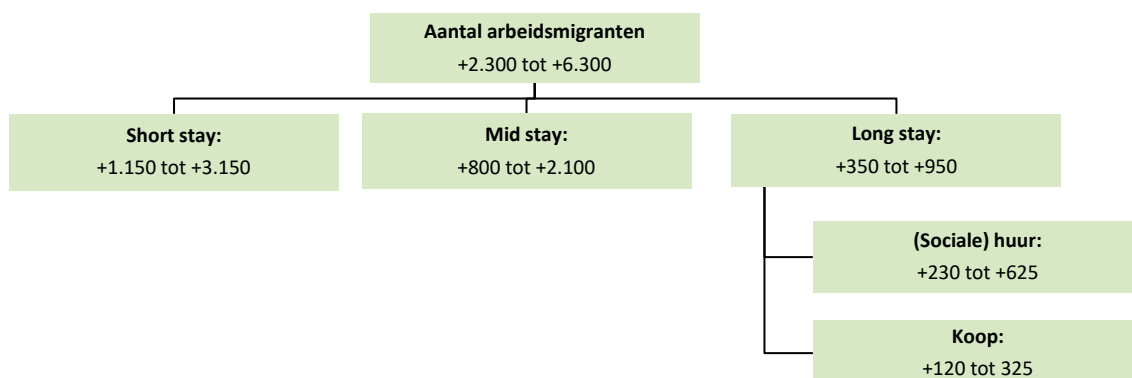 Aantal arbeidsmigranten
+2.300 tot +6.300
Short stay:
+1.150 tot +3.150
Mid stay:
+800 tot +2.100
Long stay:
+350 tot +950
(Sociale) huur:
+230 tot +625
Koop:
+120 tot 325